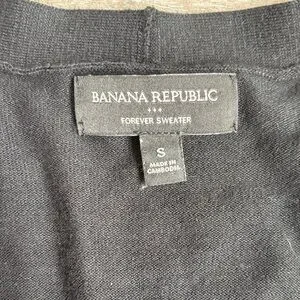 BANANA REPUBLIC
FOREVER SWEATER
S
MADE IN
CAMBODIA